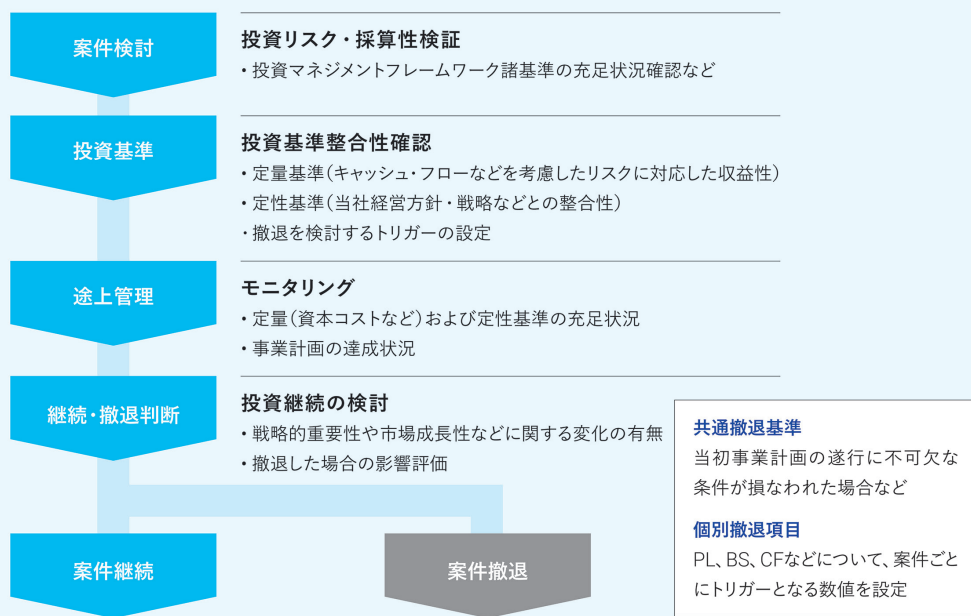 案件検討
投資リスク・採算性検証
・投資マネジメントフレームワーク諸基準の充足状況確認など
投資基準
投資基準整合性確認
・定量基準(キャッシュ・フローなどを考慮したリスクに対応した収益性)
・定性基準(当社経営方針・戦略などとの整合性)
・撤退を検討するトリガーの設定
途上管理
モニタリング
・定量(資本コストなど)および定性基準の充足状況
・事業計画の達成状況
継続・撤退判断
投資継続の検討
・戦略的重要性や市場成長性などに関する変化の有無
・撤退した場合の影響評価
共通撤退基準
当初事業計画の遂行に不可欠な
条件が損なわれた場合など
個別撤退項目
PL、BS、CFなどについて、案件ごと
にトリガーとなる数値を設定
案件継続
案件撤退